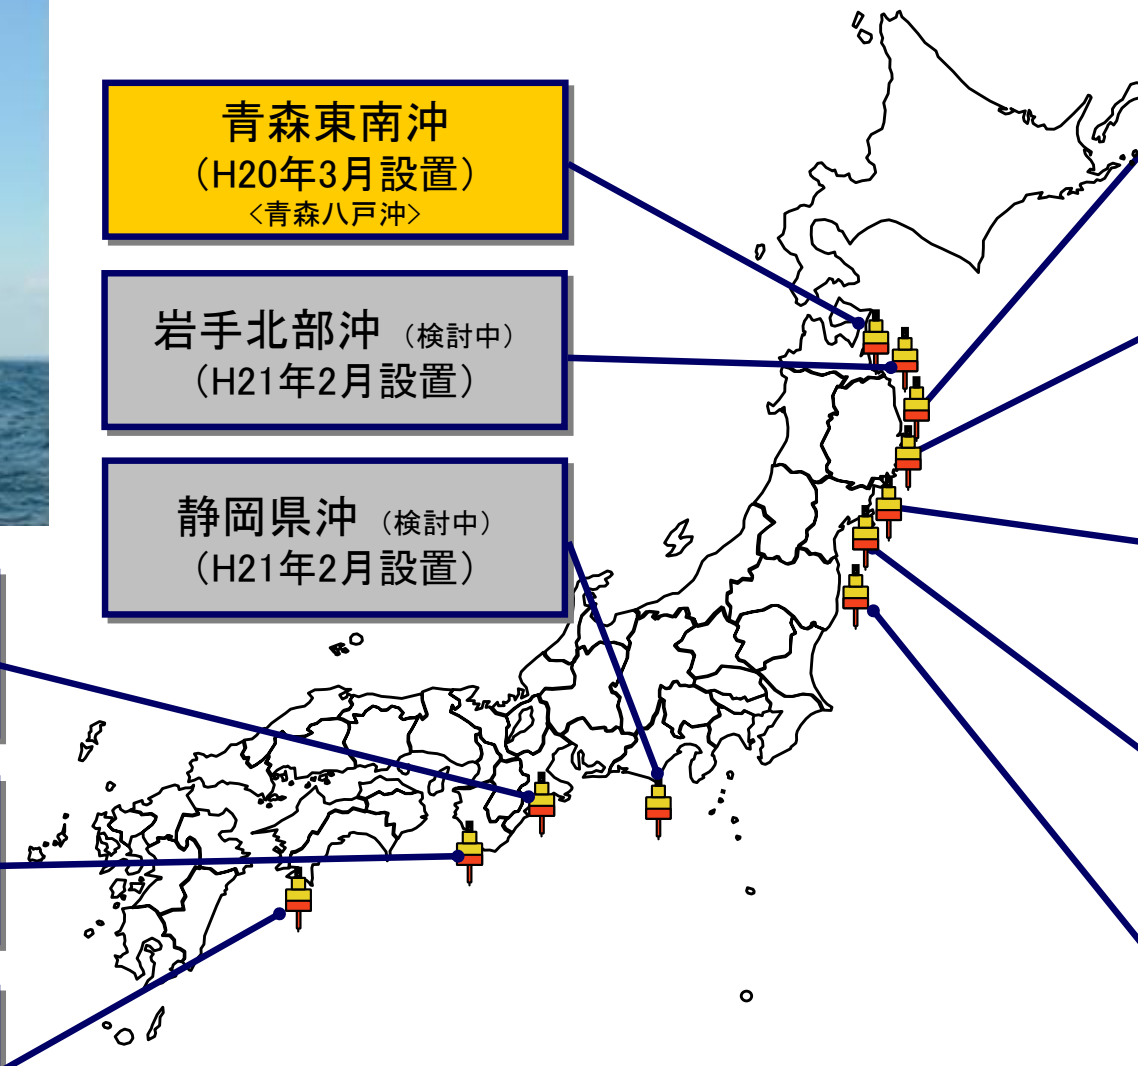 青森東南沖
（H20年3月設置）
<青森八戸沖>
岩手北部沖 （検討中）
（H21年2月設置）
静岡県沖 （検討中）
（H21年2月設置）